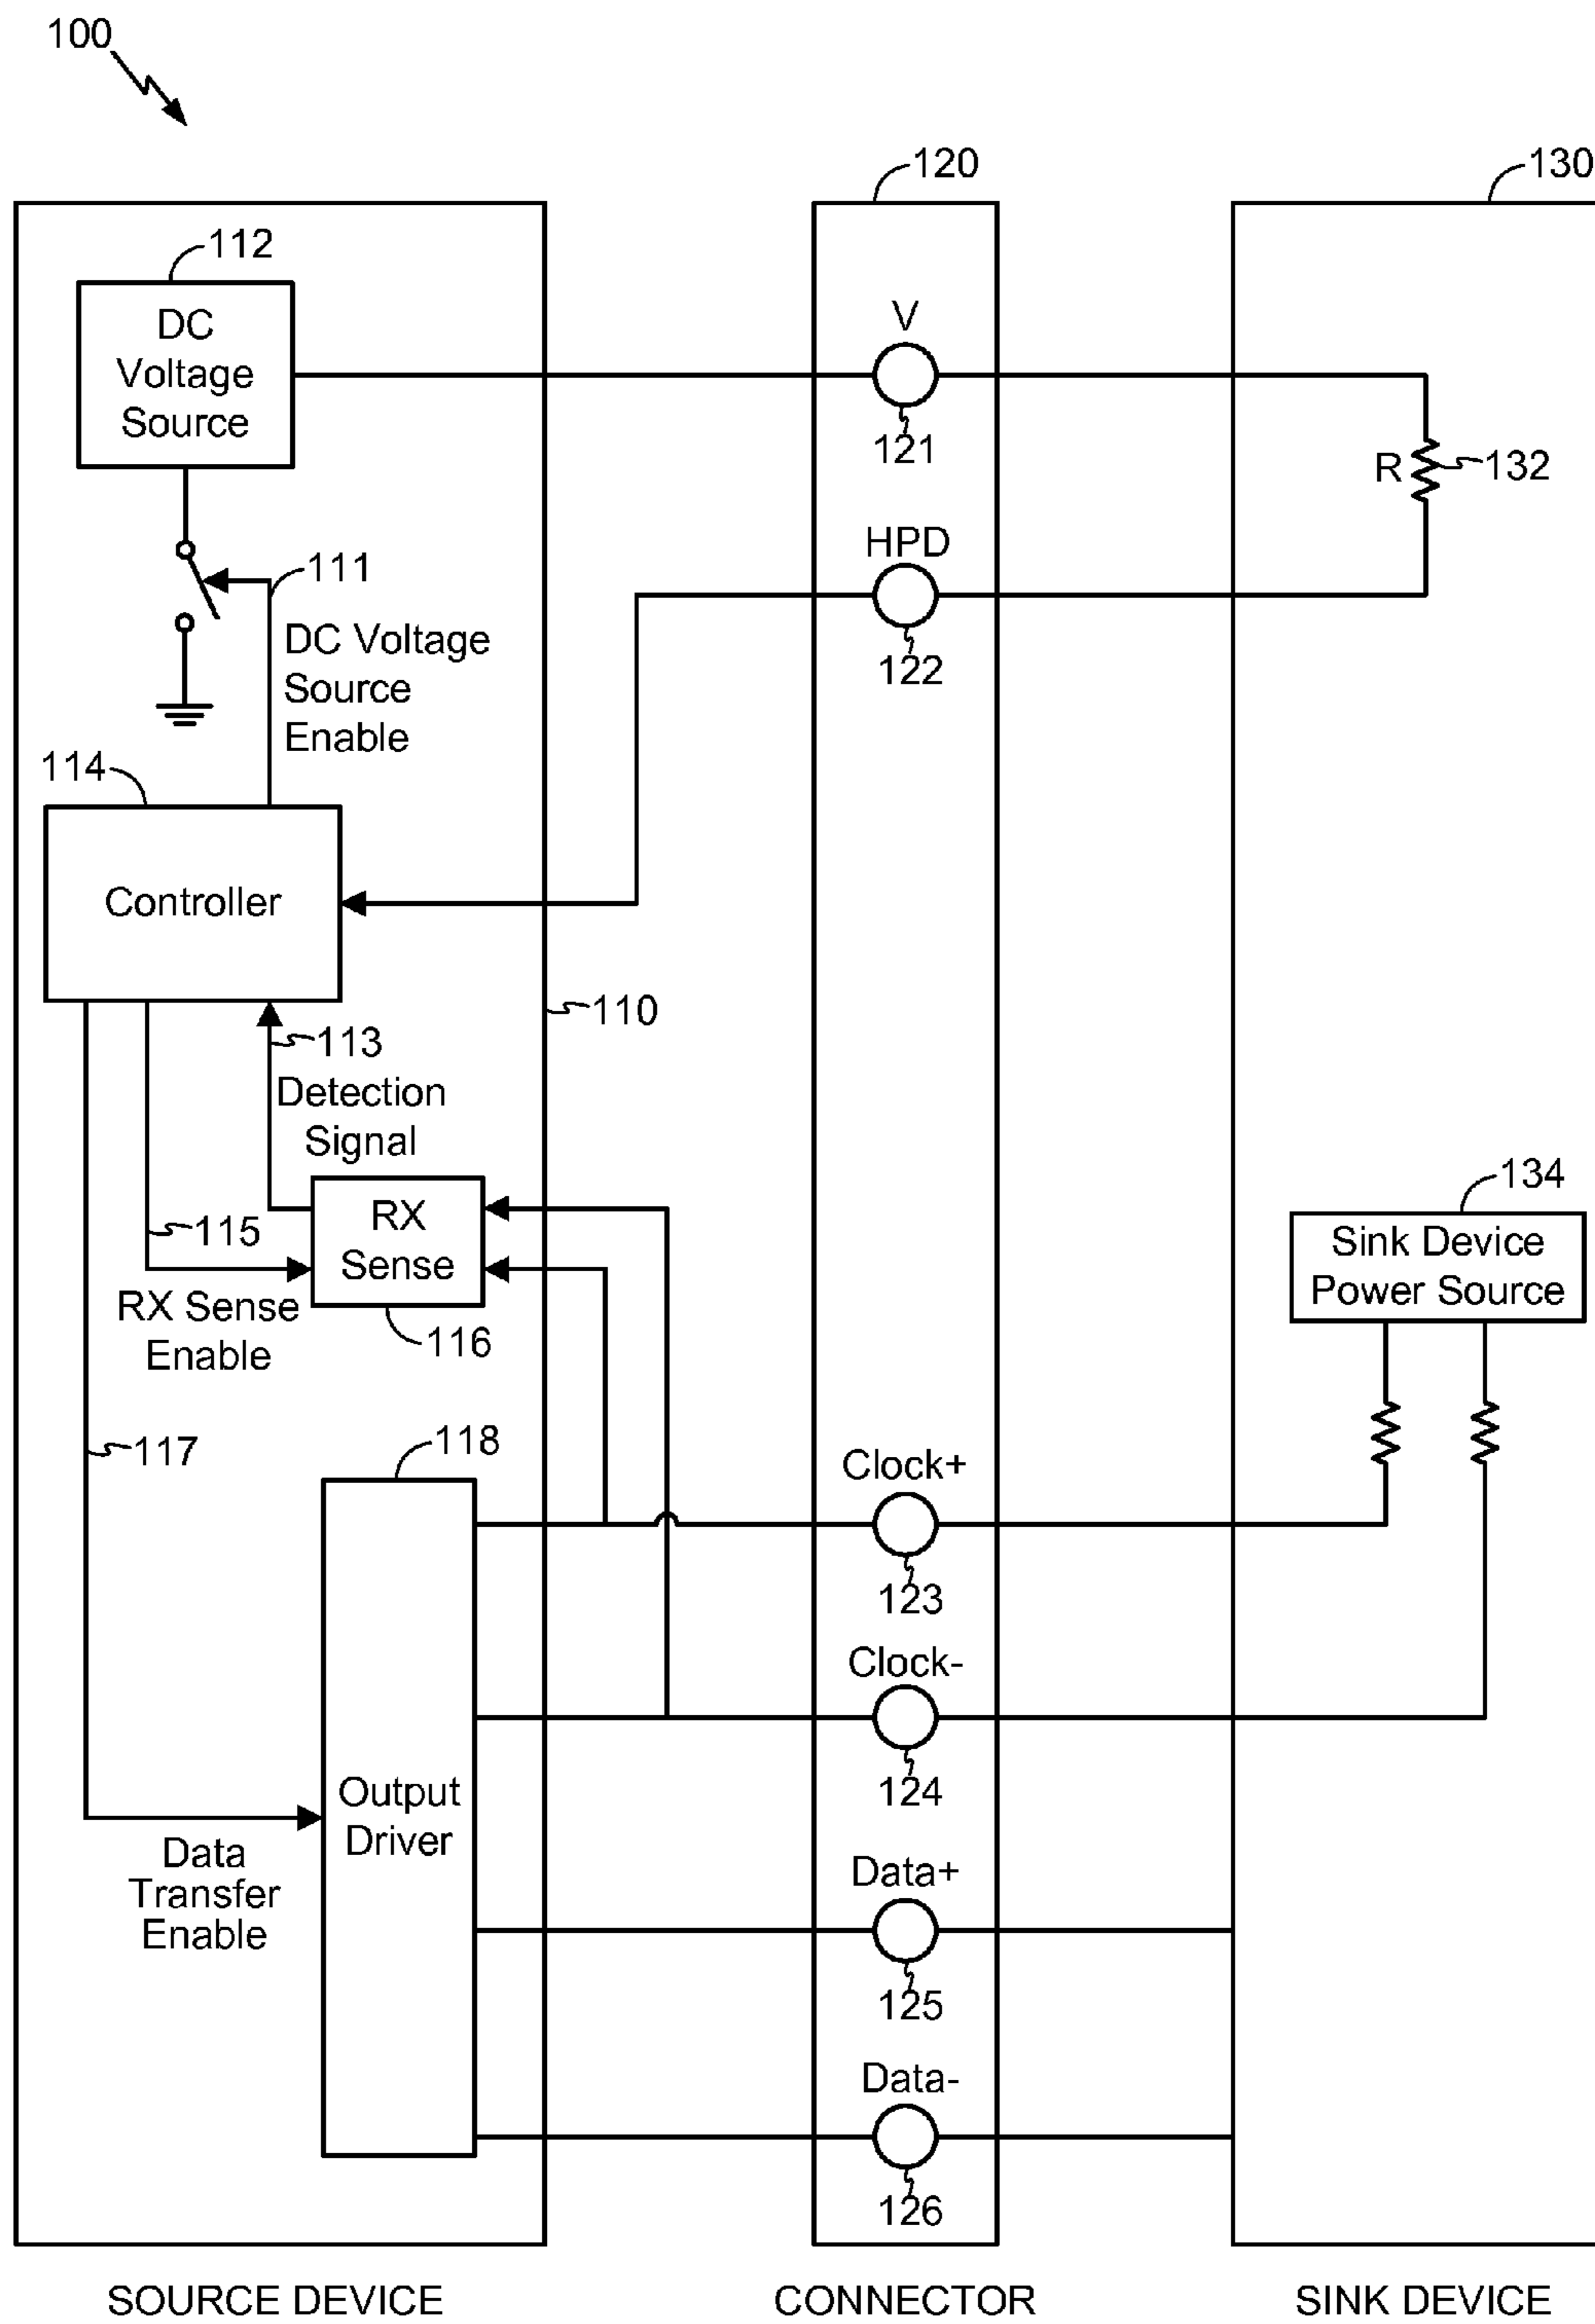 100
120
130
112
DC
Voltage
Source
V
121
R
132
HPD
122
111
DC Voltage
Source
Enable
114
Controller
110
113
Detection
Signal
RX
Sense
115
RX Sense
Enable
116
134
Sink Device
Power Source
117
118
Output
Driver
Data
Transfer
Enable
Clock+
123
Clock-
124
Data+
125
Data-
126
SOURCE DEVICE
CONNECTOR
SINK DEVICE